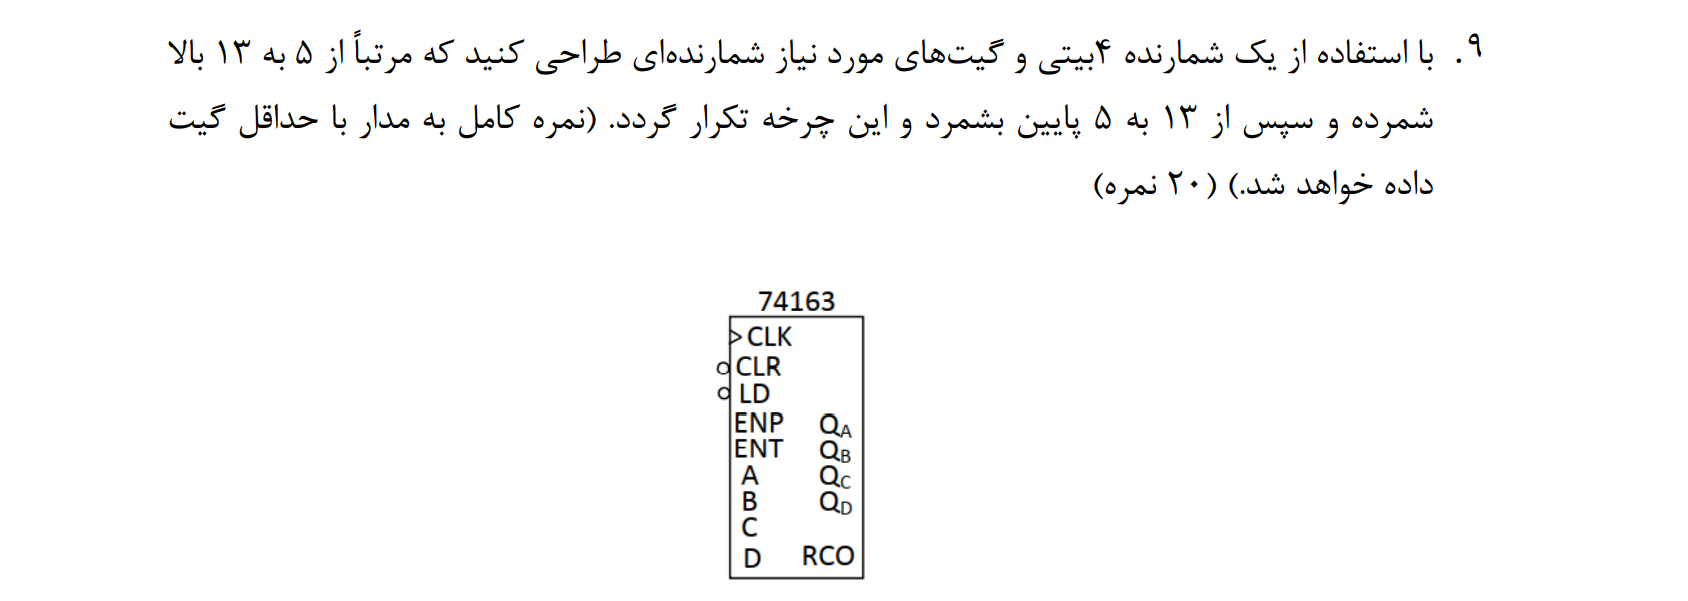 ۹. با استفاده از یک شمارنده ۴بیتی و گیت‌های مورد نیاز شمارنده‌ای طراحی کنید که مرتباً از ۵ به ۱۳ بالا
شمرده و سپس از ۱۳ به ۵ پایین بشمرد و این چرخه تکرار گردد. (نمره کامل به مدار با حداقل گیت
داده خواهد شد.) (۲۰ نمره)
74163
CLK
CLR
LD
ENP QA
ENT QB
A QC
B QD
C
D RCO